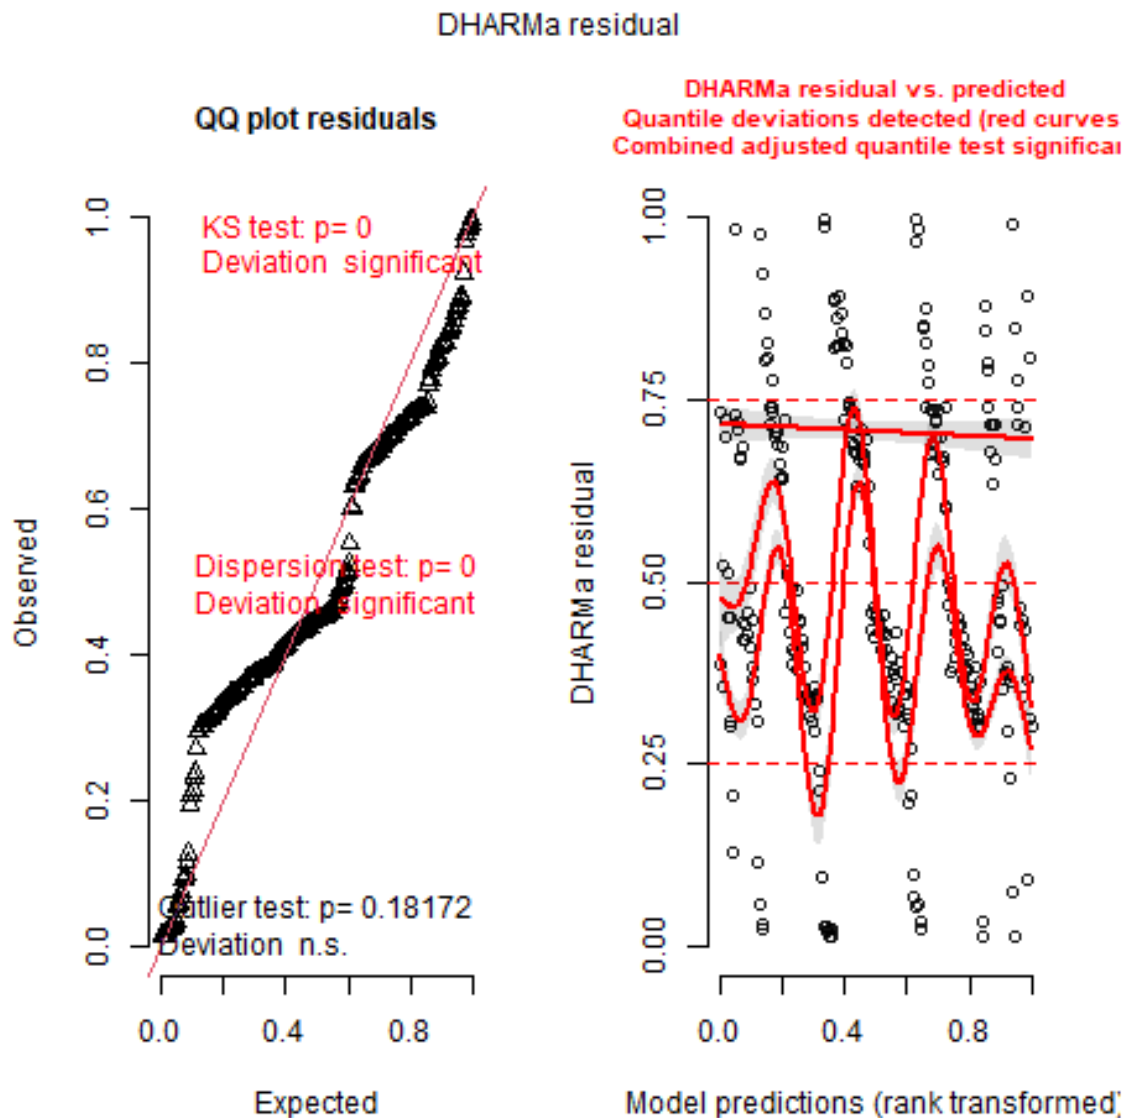 DHARMa residual
QQ plot residuals
KS test: p= 0
Deviation significant
Dispersion test: p= 0
Deviation significant
Outlier test: p= 0.18172
Deviation n.s.
Observed
1.0
0.8
0.6
0.4
0.2
0.0
0.0
0.4
0.8
Expected
DHARMa residual vs. predicted
Quantile deviations detected (red curves
Combined adjusted quantile test significan
DHARMa residual
1.00
0.75
0.50
0.25
0.00
0.0
0.4
0.8
Model predictions (rank transformed)